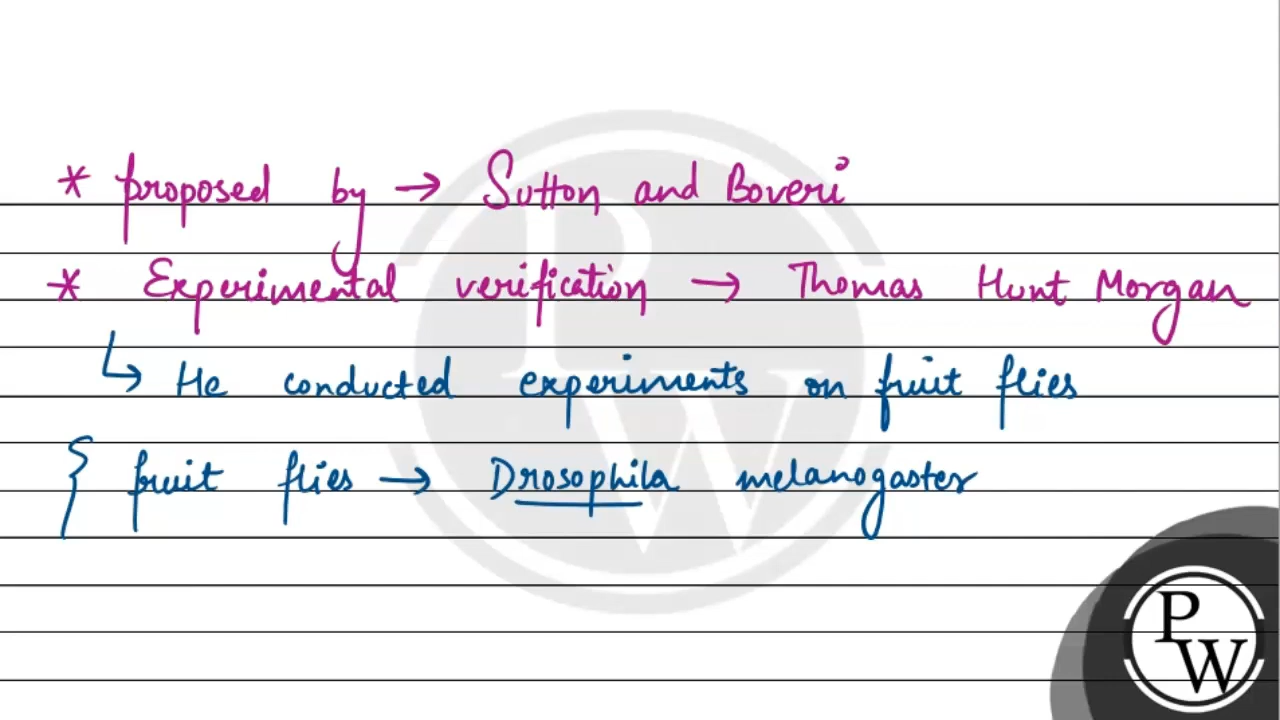 * proposed by → Sutton and Boveri
* Experimental verification → Thomas Hunt Morgan
↳ He conducted experiments on fruit flies
{ fruit flies → Drosophila melanogaster
PW
PW